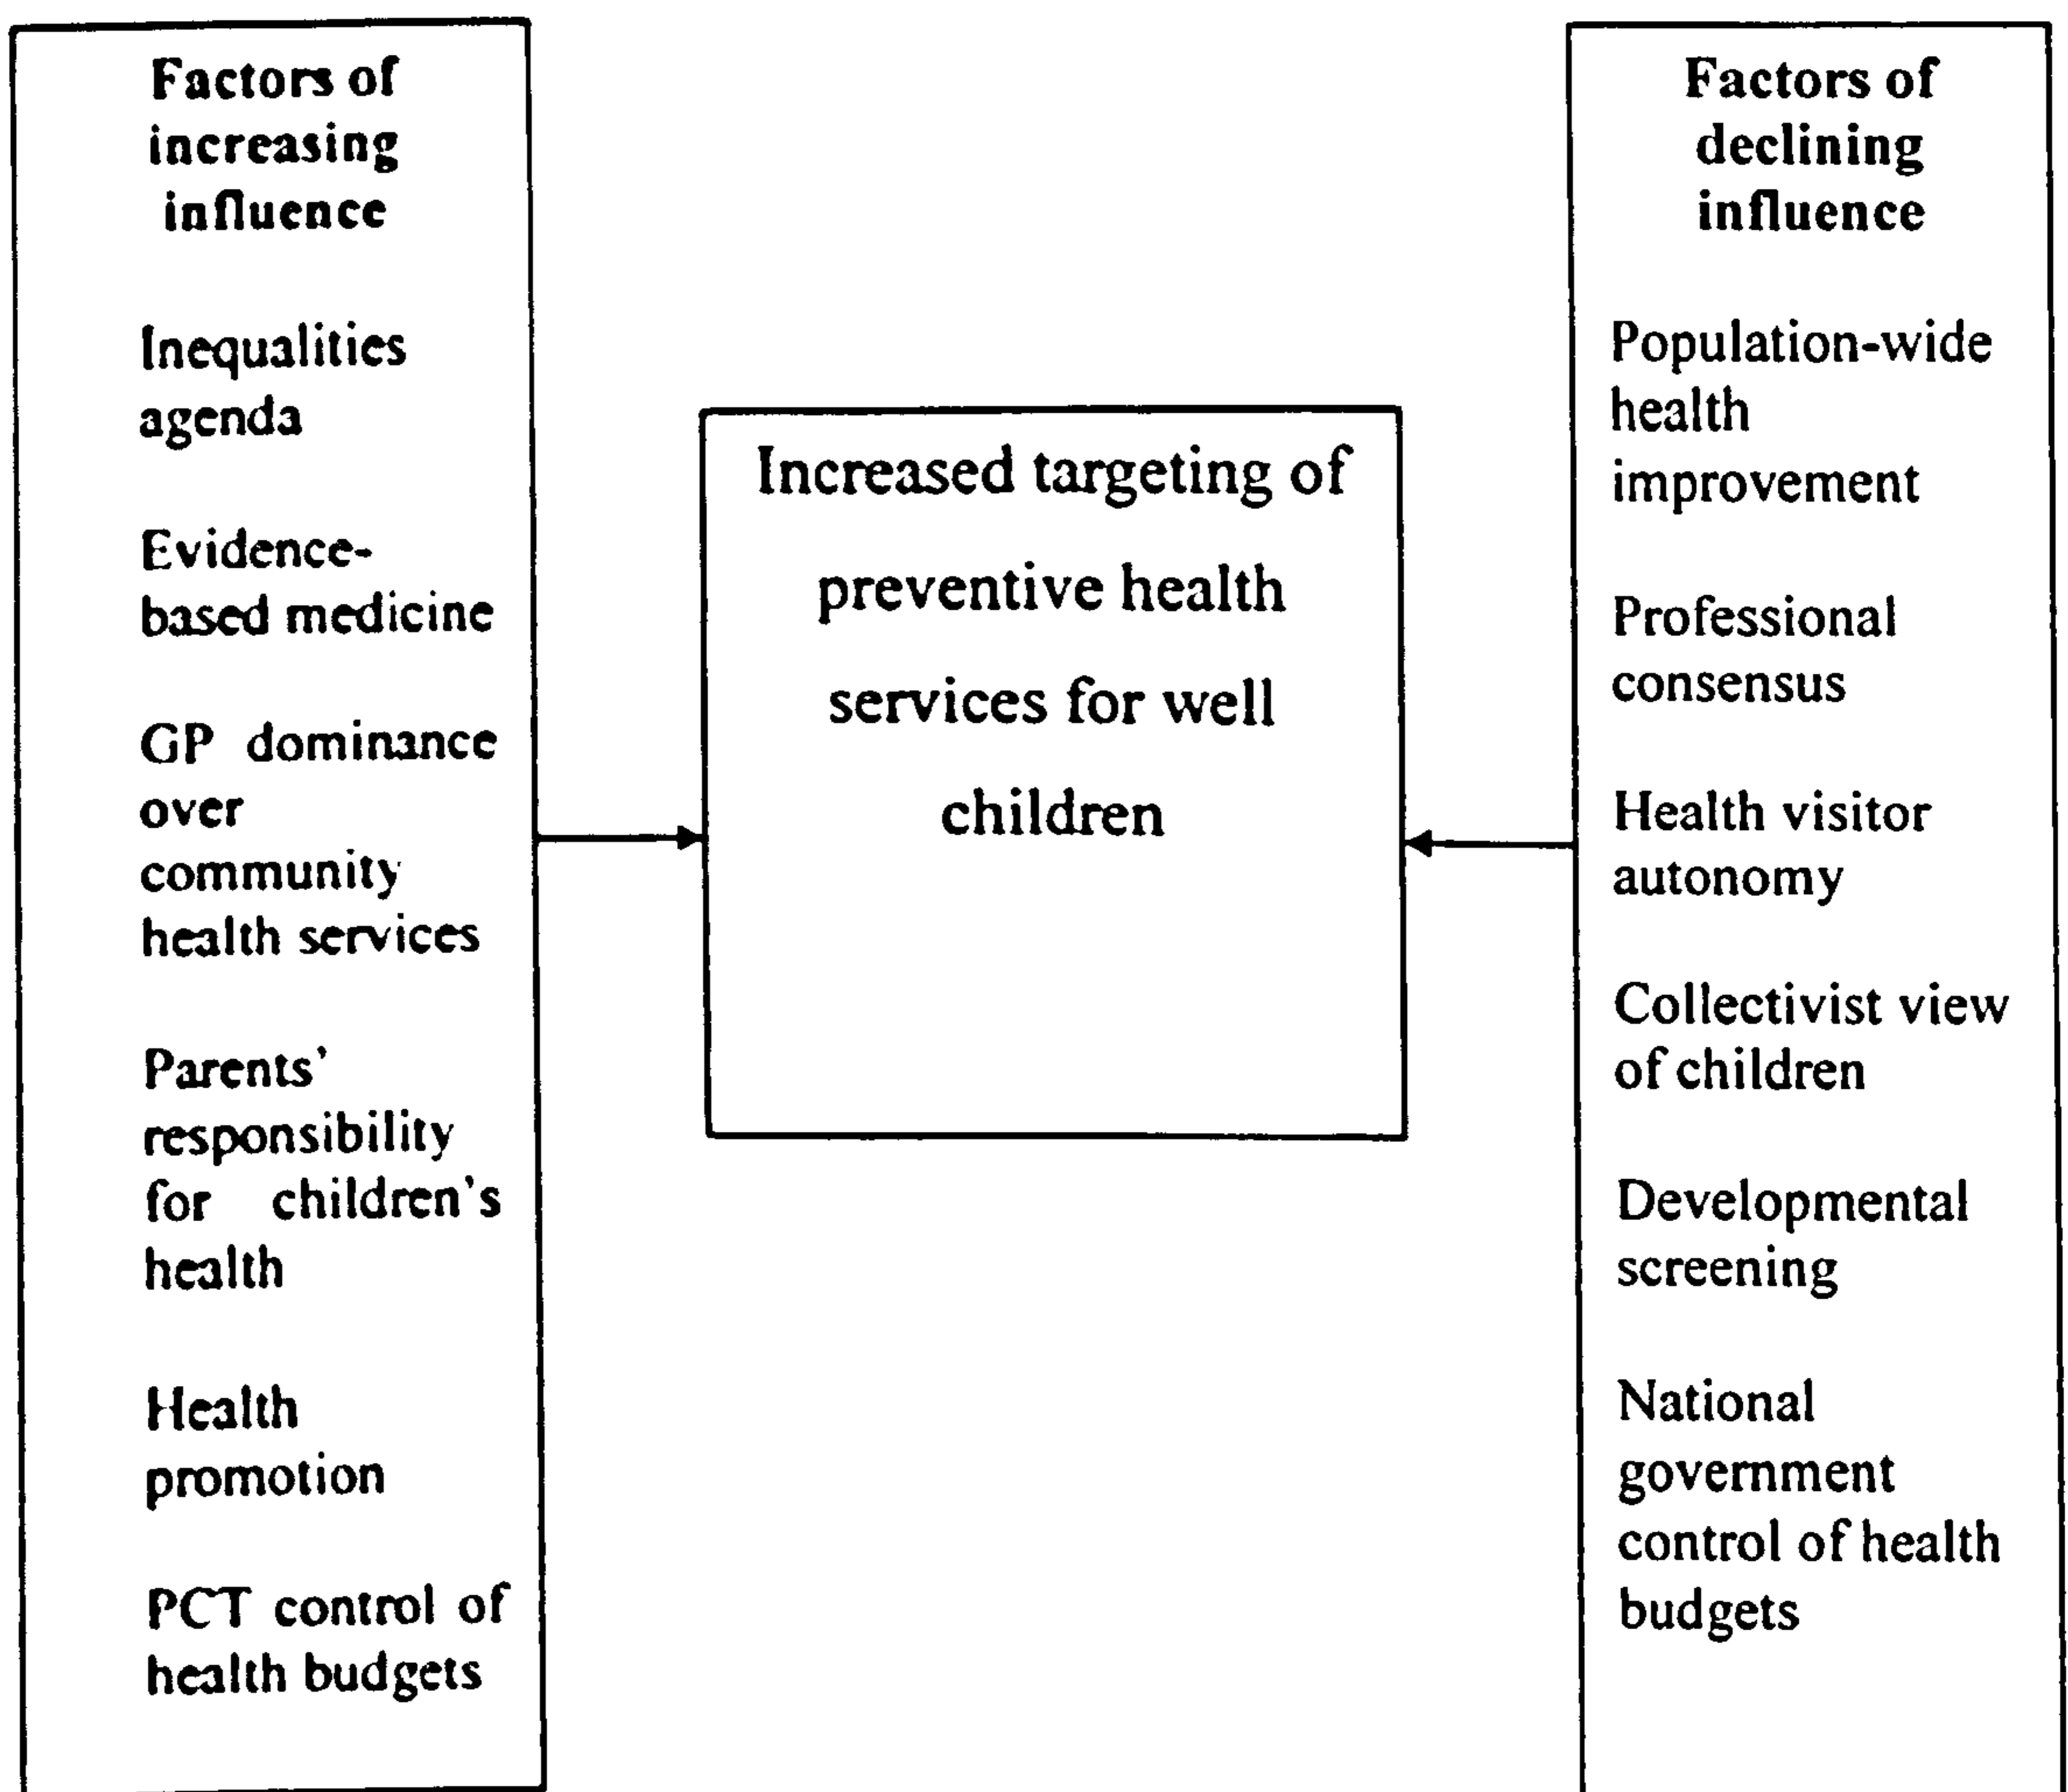 Factors of
increasing
influence
Inequalities
agenda
Evidence-
based medicine
GP dominance
over
community
health services
Parents'
responsibility
for children's
health
Health
promotion
PCT control of
health budgets
Increased targeting of
preventive health
services for well
children
Factors of
declining
influence
Population-wide
health
improvement
Professional
consensus
Health visitor
autonomy
Collectivist view
of children
Developmental
screening
National
government
control of health
budgets